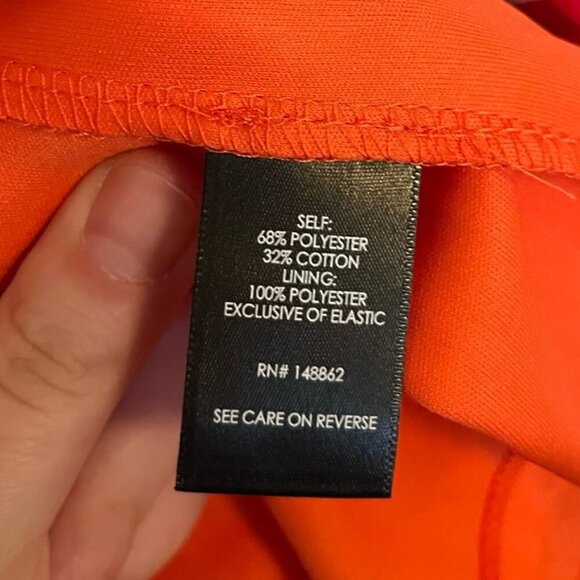 SELF:
68% POLYESTER
32% COTTON
LINING:
100% POLYESTER
EXCLUSIVE OF ELASTIC
RN# 148862
SEE CARE ON REVERSE